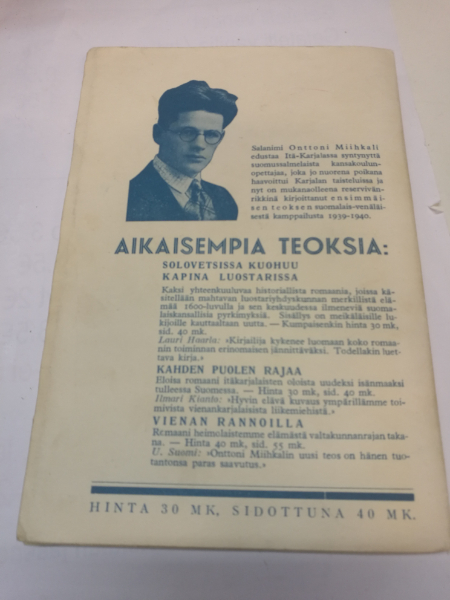 Salanimi Onttoni Miihkali
edustaa Itä-Karjalassa syntynyttä
suomussalmelaista kansakoulun-
opettajaa, joka jo nuorena poikana
haavoittui Karjalan taisteluissa ja
nyt on mukanaolleena reservivän-
rikkinä kirjoittanut ensimmäi-
sen teoksen suomalais-venäläi-
sestä kamppailusta 1939-1940.
AIKAISEMPIA TEOKSIA:
SOLOVETSISSA KUOHUU
KAPINA LUOSTARISSA
Kaksi yhteenkuuluvaa historiallista romaania, joissa kä-
sitellään mahtavan luostariyhdyskunnan merkillistä elä-
mää 1600-luvulla ja sen keskuudessa ilmeneviä suoma-
laiskansallisia pyrkimyksiä. Sisällys on meikäläisille lu-
kijoille kauttaaltaan uutta. — Kumpaisenkin hinta 30 mk,
sid. 40 mk.
Lauri Haarla: »Kirjailija kykenee luomaan koko romaa-
nin toiminnan erinomaisen jännittäväksi. Todellakin luet-
tava kirja.»
KAHDEN PUOLEN RAJAA
Eloisa romaani itäkarjalaisten oloista uudeksi isänmaaksi
tulleessa Suomessa. — Hinta 30 mk, sid. 40 mk.
Ilmari Kianto: »Hyvin elävä kuvaus ympärillämme toi-
mivista vienankarjalaisista liikemiehistä.»
VIENAN RANNOILLA
Romaani heimolaistemme elämästä valtakunnanrajan taka-
na. — Hinta 40 mk, sid. 55 mk.
U. Suomi: »Onttoni Miihkalin uusi teos on hänen tuo-
tantonsa paras saavutus.»
HINTA 30 MK, SIDOTTUNA 40 MK.